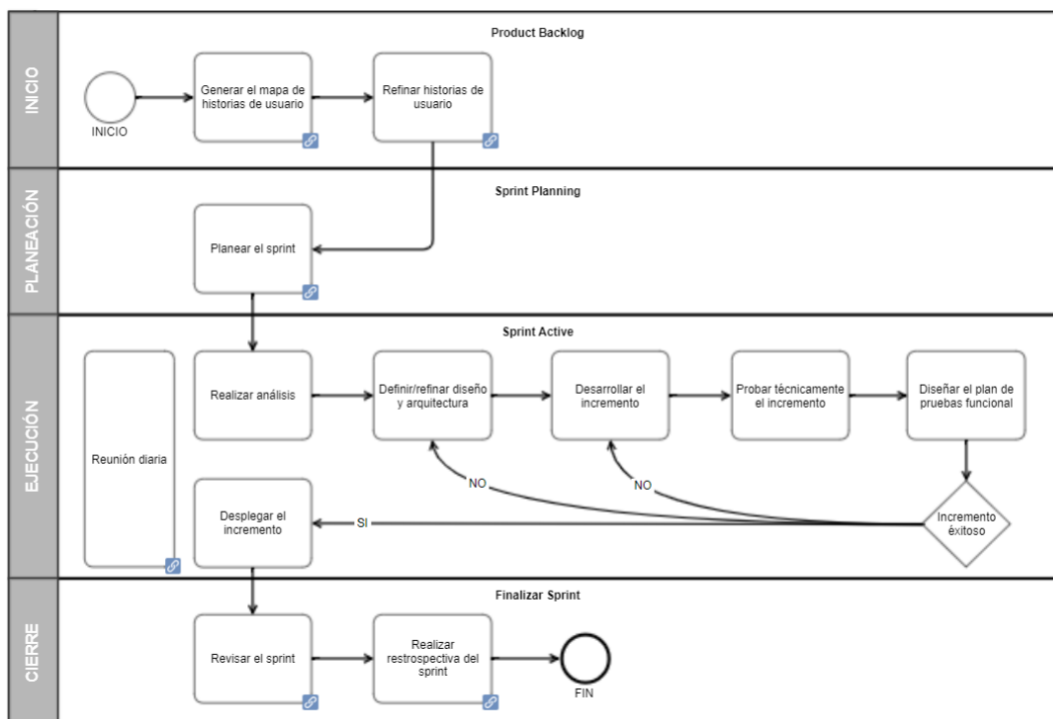 Product Backlog
INICIO
INICIO
Generar el mapa de
historias de usuario
Refinar historias de
usuario
Sprint Planning
PLANEACIÓN
Planear el sprint
Sprint Active
EJECUCIÓN
Reunión diaria
Realizar análisis
Definir/refinar diseño
y arquitectura
Desarrollar el
incremento
Probar técnicamente
el incremento
Diseñar el plan de
pruebas funcional
NO
NO
Incremento
éxitoso
SI
Desplegar el
incremento
Finalizar Sprint
CIERRE
Revisar el sprint
Realizar
restrospectiva del
sprint
FIN